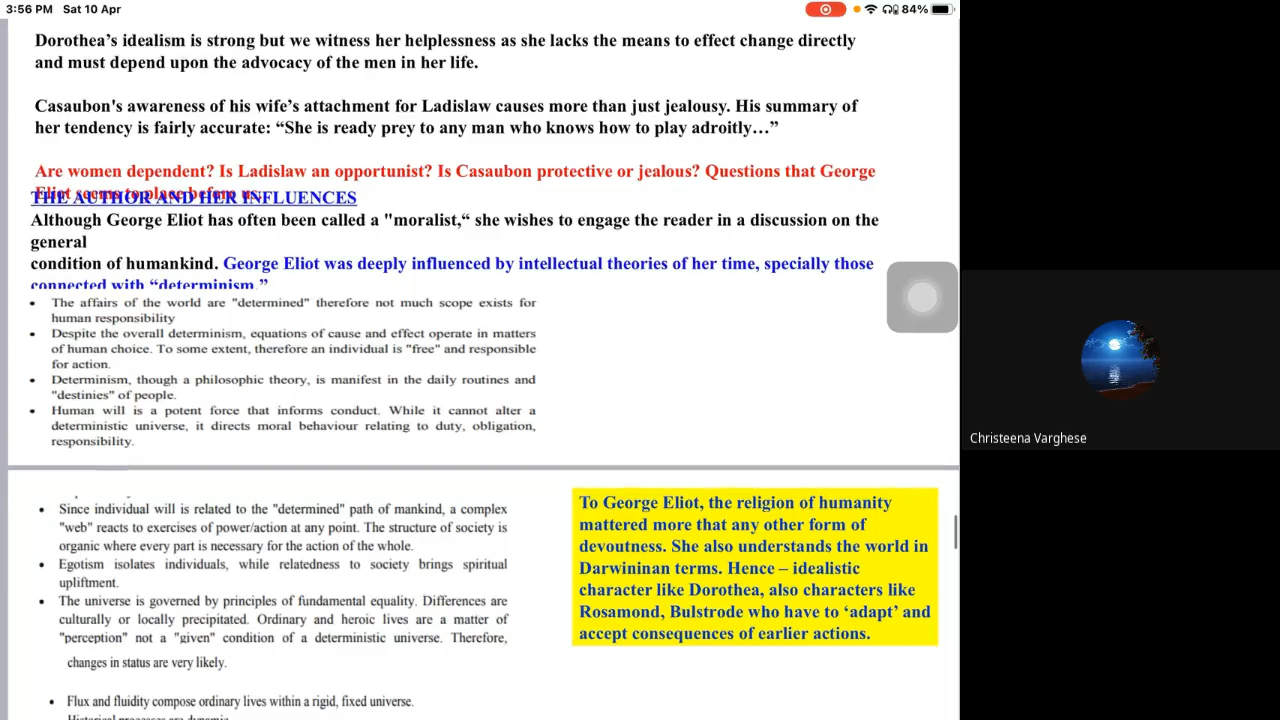 3:56 PM Sat 10 Apr
84%
Dorothea's idealism is strong but we witness her helplessness as she lacks the means to effect change directly
and must depend upon the advocacy of the men in her life.
Casaubon's awareness of his wife's attachment for Ladislaw causes more than just jealousy. His summary of
her tendency is fairly accurate: “She is ready prey to any man who knows how to play adroitly…”
Are women dependent? Is Ladislaw an opportunist? Is Casaubon protective or jealous? Questions that George
Eliot seems to place before us.
THE AUTHOR AND HER INFLUENCES
Although George Eliot has often been called a "moralist,“ she wishes to engage the reader in a discussion on the
general
condition of humankind. George Eliot was deeply influenced by intellectual theories of her time, specially those
connected with “determinism.”
• The affairs of the world are "determined" therefore not much scope exists for
human responsibility
• Despite the overall determinism, equations of cause and effect operate in matters
of human choice. To some extent, therefore an individual is "free" and responsible
for action.
• Determinism, though a philosophic theory, is manifest in the daily routines and
"destinies" of people.
• Human will is a potent force that informs conduct. While it cannot alter a
deterministic universe, it directs moral behaviour relating to duty, obligation,
responsibility.
• Since individual will is related to the "determined" path of mankind, a complex
"web" reacts to exercises of power/action at any point. The structure of society is
organic where every part is necessary for the action of the whole.
• Egotism isolates individuals, while relatedness to society brings spiritual
upliftment.
• The universe is governed by principles of fundamental equality. Differences are
culturally or locally precipitated. Ordinary and heroic lives are a matter of
"perception" not a "given" condition of a deterministic universe. Therefore,
changes in status are very likely.
• Flux and fluidity compose ordinary lives within a rigid, fixed universe.
Historical processes are dynamic
To George Eliot, the religion of humanity
mattered more that any other form of
devoutness. She also understands the world in
Darwininan terms. Hence – idealistic
character like Dorothea, also characters like
Rosamond, Bulstrode who have to ‘adapt’ and
accept consequences of earlier actions.
Christeena Varghese